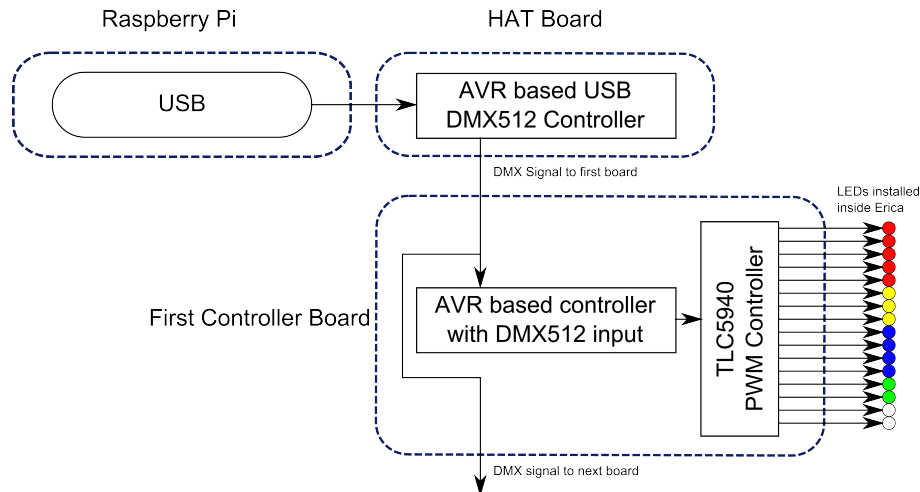 Raspberry Pi
HAT Board
USB
AVR based USB
DMX512 Controller
DMX Signal to first board
LEDs installed
inside Erica
First Controller Board
AVR based controller
with DMX512 input
TLC5940
PWM Controller
DMX signal to next board